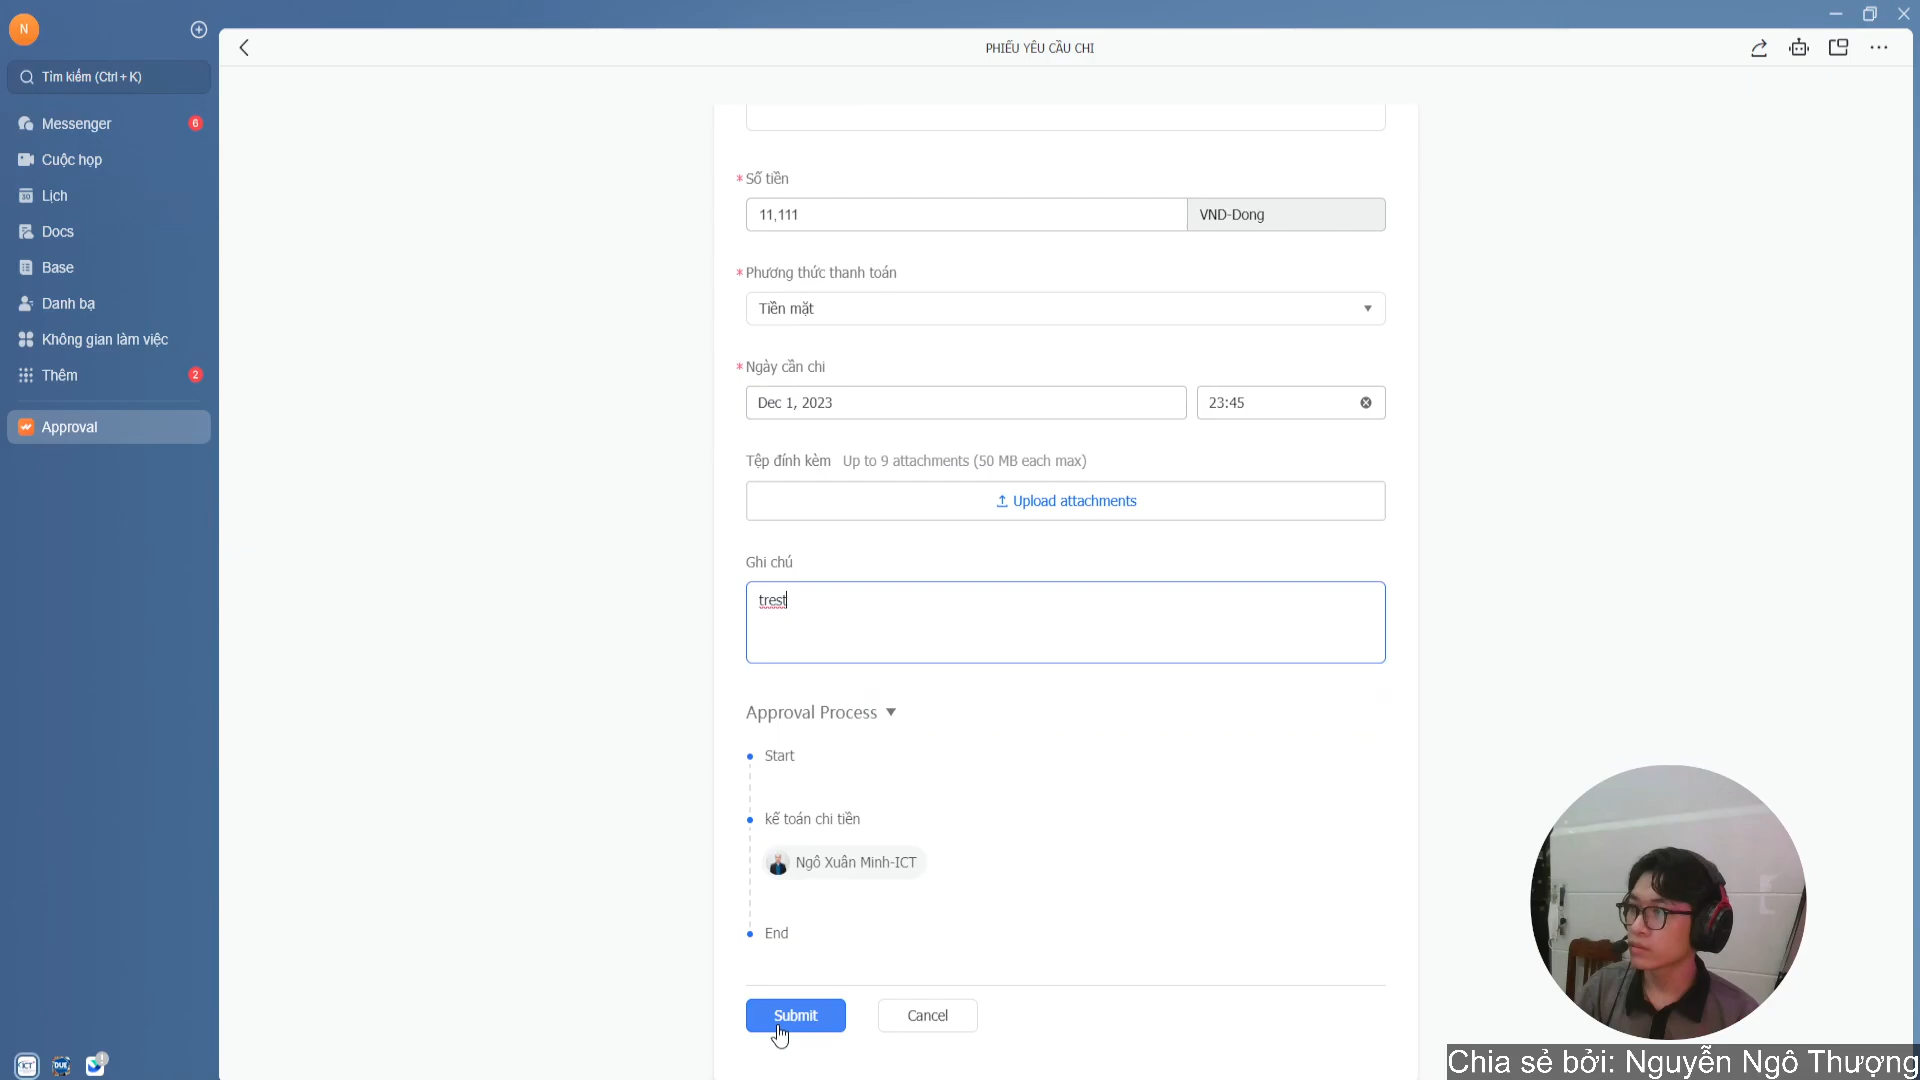 N
Tìm kiếm (Ctrl + K)
Messenger
6
Cuộc họp
30
Lịch
Docs
Base
Danh bạ
Không gian làm việc
Thêm
2
Approval
ICT
DUE
PHIẾU YÊU CẦU CHI
*Số tiền
11,111
VND-Dong
*Phương thức thanh toán
Tiền mặt
*Ngày cần chi
Dec 1, 2023
23:45
Tệp đính kèm Up to 9 attachments (50 MB each max)
Upload attachments
Ghi chú
trest
Approval Process
Start
kế toán chi tiền
Ngô Xuân Minh-ICT
End
Submit
Cancel
Chia sẻ bởi: Nguyễn Ngô Thượng